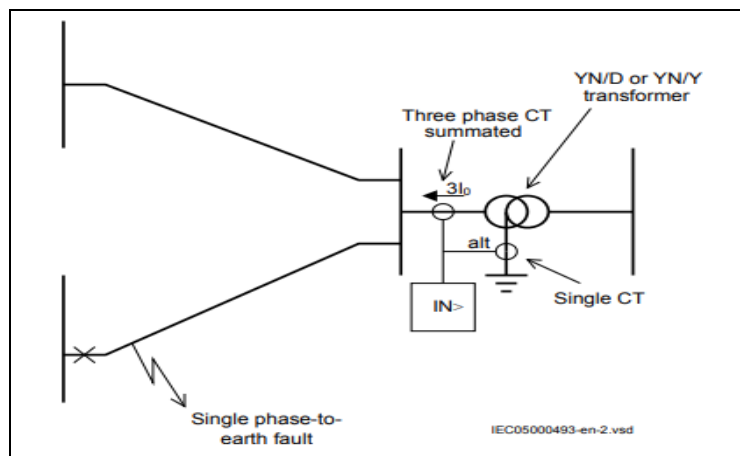 YN/D or YN/Y
transformer
Three phase CT
summated
3I₀
alt
IN>
Single CT
Single phase-to-
earth fault
IEC05000493-en-2.vsd